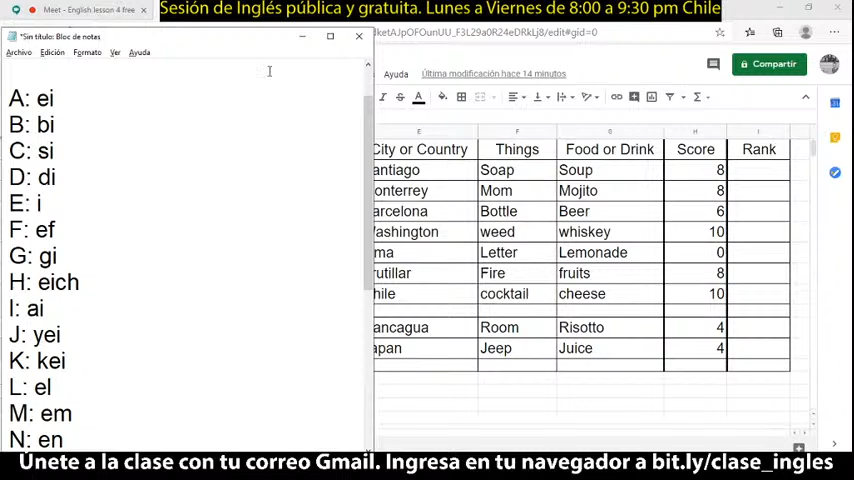 Sesión de Inglés pública y gratuita. Lunes a Viernes de 8:00 a 9:30 pm Chile
Meet - English lesson 4 free
*Sin título: Bloc de notas
Archivo Edición Formato Ver Ayuda
A: ei
B: bi
C: si
D: di
E: i
F: ef
G: gi
H: eich
I: ai
J: yei
K: kei
L: el
M: em
N: en
/edit#gid=0
Ayuda Última modificación hace 14 minutos
Compartir
E F G H I
City or Country Things Food or Drink Score Rank
antiago Soap Soup 8
onterrey Mom Mojito 8
arcelona Bottle Beer 6
Washington weed whiskey 10
ma Letter Lemonade 0
rutillar Fire fruits 8
hile cocktail cheese 10
ancagua Room Risotto 4
apan Jeep Juice 4
Únete a la clase con tu correo Gmail. Ingresa en tu navegador a bit.ly/clase_ingles